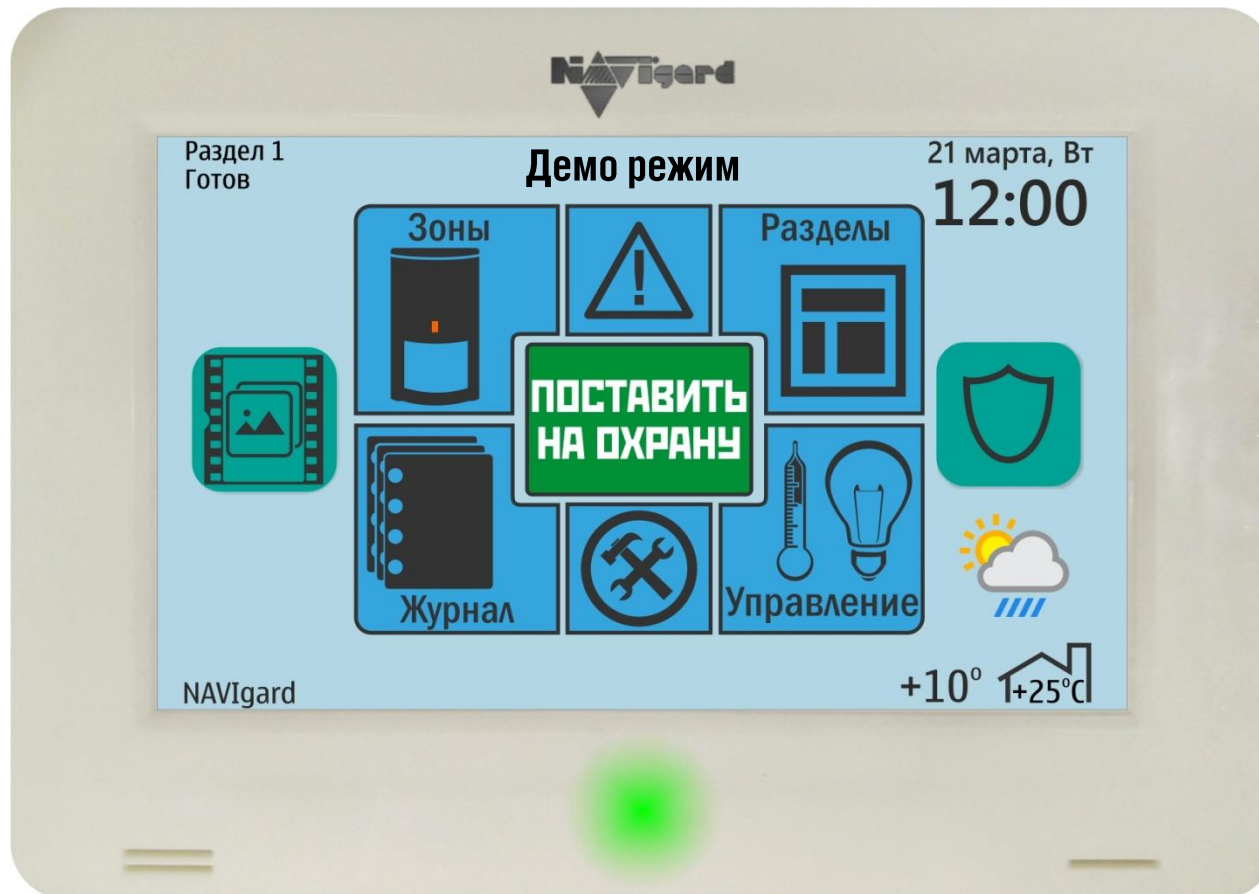 NAVIgard
Раздел 1
Готов
Демо режим
21 марта, Вт
12:00
Зоны
Разделы
ПОСТАВИТЬ
НА ОХРАНУ
Журнал
Управление
NAVIgard
+10°
+25°C